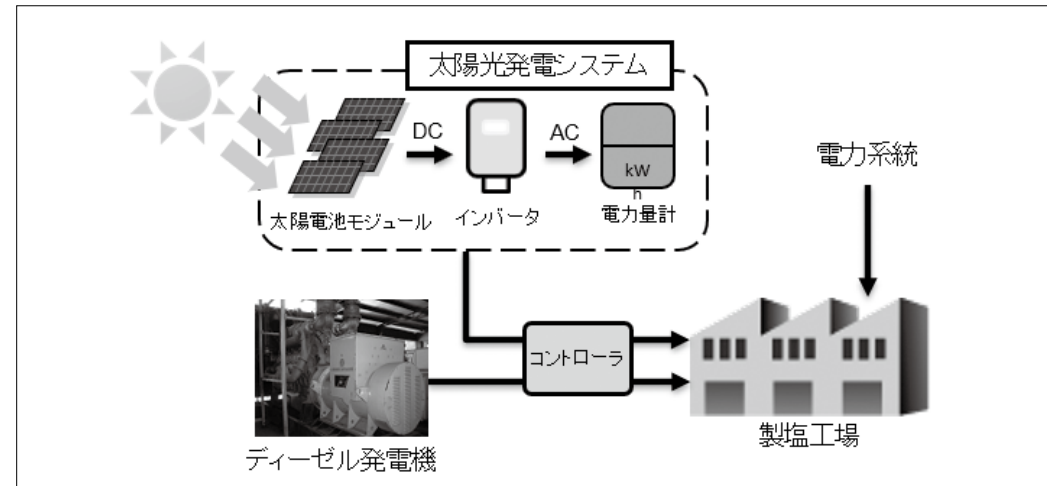 太陽光発電システム
DC
AC
kW
h
太陽電池モジュール
インバータ
電力量計
電力系統
コントローラ
ディーゼル発電機
製塩工場